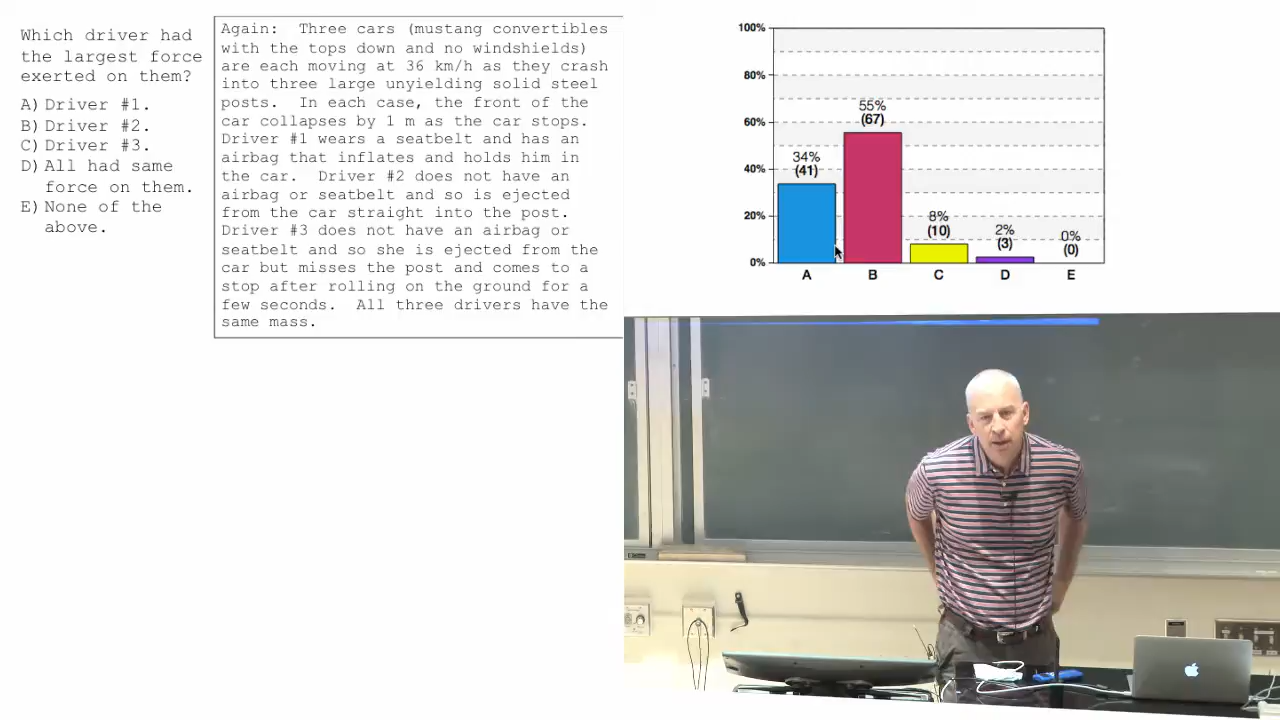 Which driver had
the largest force
exerted on them?
A) Driver #1.
B) Driver #2.
C) Driver #3.
D) All had same
force on them.
E) None of the
above.
Again: Three cars (mustang convertibles
with the tops down and no windshields)
are each moving at 36 km/h as they crash
into three large unyielding solid steel
posts. In each case, the front of the
car collapses by 1 m as the car stops.
Driver #1 wears a seatbelt and has an
airbag that inflates and holds him in
the car. Driver #2 does not have an
airbag or seatbelt and so is ejected
from the car straight into the post.
Driver #3 does not have an airbag or
seatbelt and so she is ejected from the
car but misses the post and comes to a
stop after rolling on the ground for a
few seconds. All three drivers have the
same mass.
100%
80%
60%
40%
20%
0%
34%
(41)
55%
(67)
8%
(10)
2%
(3)
0%
(0)
A B C D E